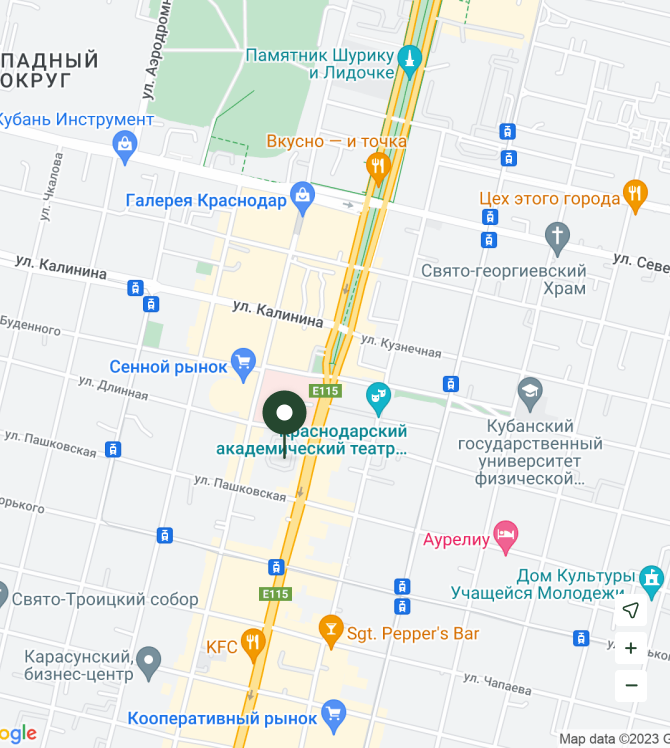 ПАДНЫЙ
ОКРУГ
ул. Аэродромн
Памятник Шурику
и Лидочке
Кубань Инструмент
Вкусно — и точка
ул. Чкалова
Галерея Краснодар
Цех этого города
Свято-георгиевский
Храм
ул. Севе
ул. Калинина
ул. Калинина
Буденного
ул. Кузнечная
Сенной рынок
ул. Длинная
E115
Краснодарский
академический театр...
Кубанский
государственный
университет
физической...
ул. Пашковская
ул. Пашковская
орького
Аурелиу
Дом Культуры
Учащейся Молодежи
E115
Свято-Троицкий собор
KFC
Sgt. Pepper's Bar
Карасунский,
бизнес-центр
ул. Чапаева
Кооперативный рынок
ogle
Map data ©2023 G